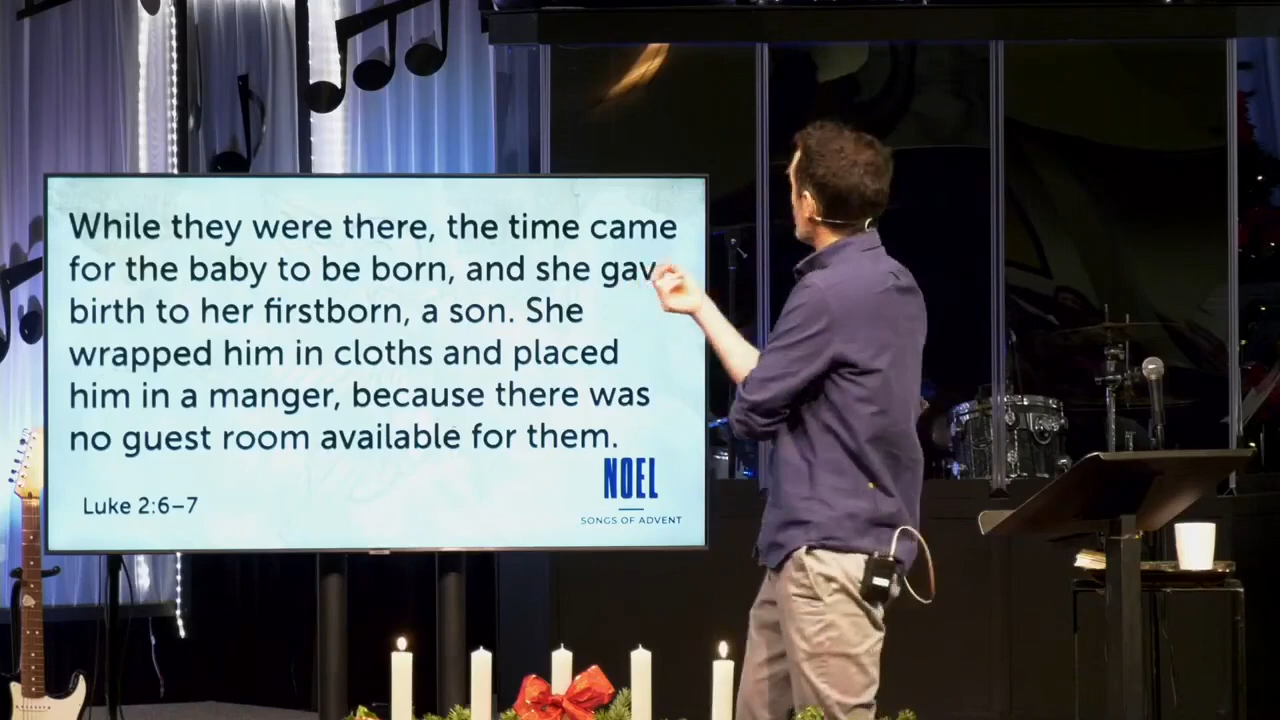 While they were there, the time came
for the baby to be born, and she gav
birth to her firstborn, a son. She
wrapped him in cloths and placed
him in a manger, because there was
no guest room available for them.
Luke 2:6–7
NOEL
SONGS OF ADVENT